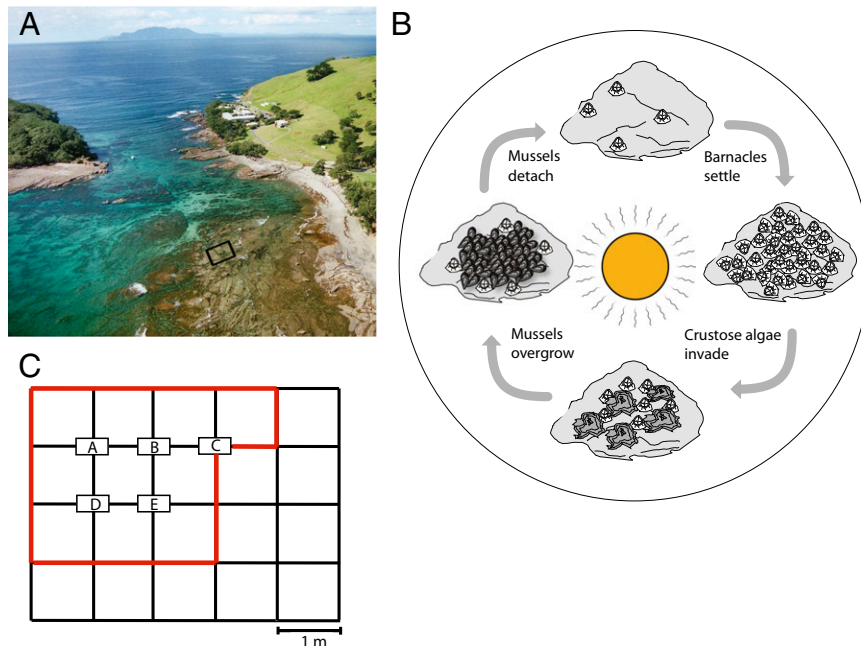 A
B
Mussels
detach
Barnacles
settle
Mussels
overgrow
Crustose algae
invade
C
A
B
C
D
E
1 m